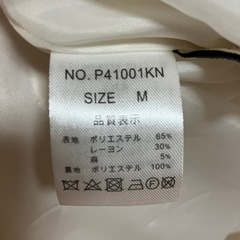 NO. P41001KN
SIZE M
品質表示
表地 ポリエステル 65%
レーヨン 30%
麻 5%
裏地 ポリエステル 100%